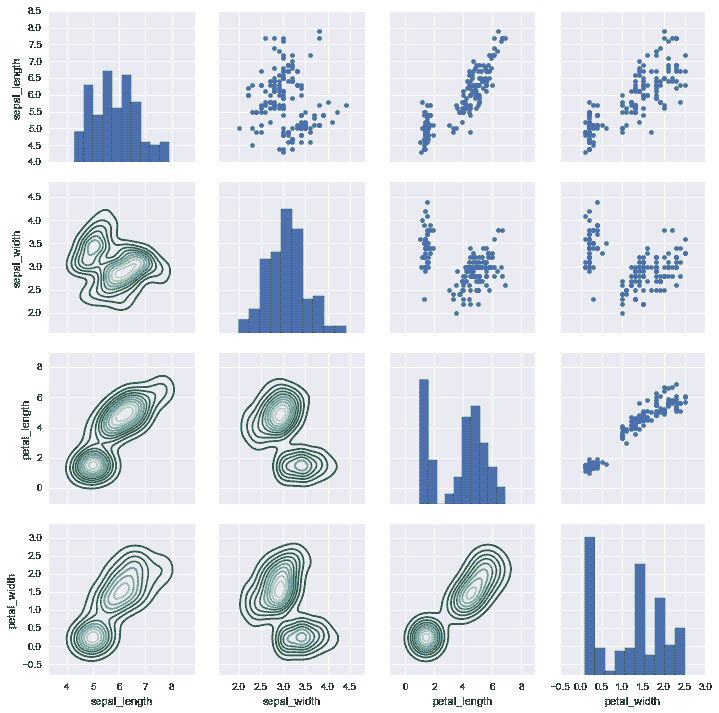 8.5
8.0
7.5
7.0
6.5
6.0
5.5
5.0
4.5
4.0
sepal_length
4.5
4.0
3.5
3.0
2.5
2.0
sepal_width
8
6
4
2
0
petal_length
3.0
2.5
2.0
1.5
1.0
0.5
0.0
−0.5
petal_width
4 5 6 7 8
sepal_length
2.0 2.5 3.0 3.5 4.0 4.5
sepal_width
0 2 4 6 8
petal_length
−0.5 0.0 0.5 1.0 1.5 2.0 2.5 3.0
petal_width